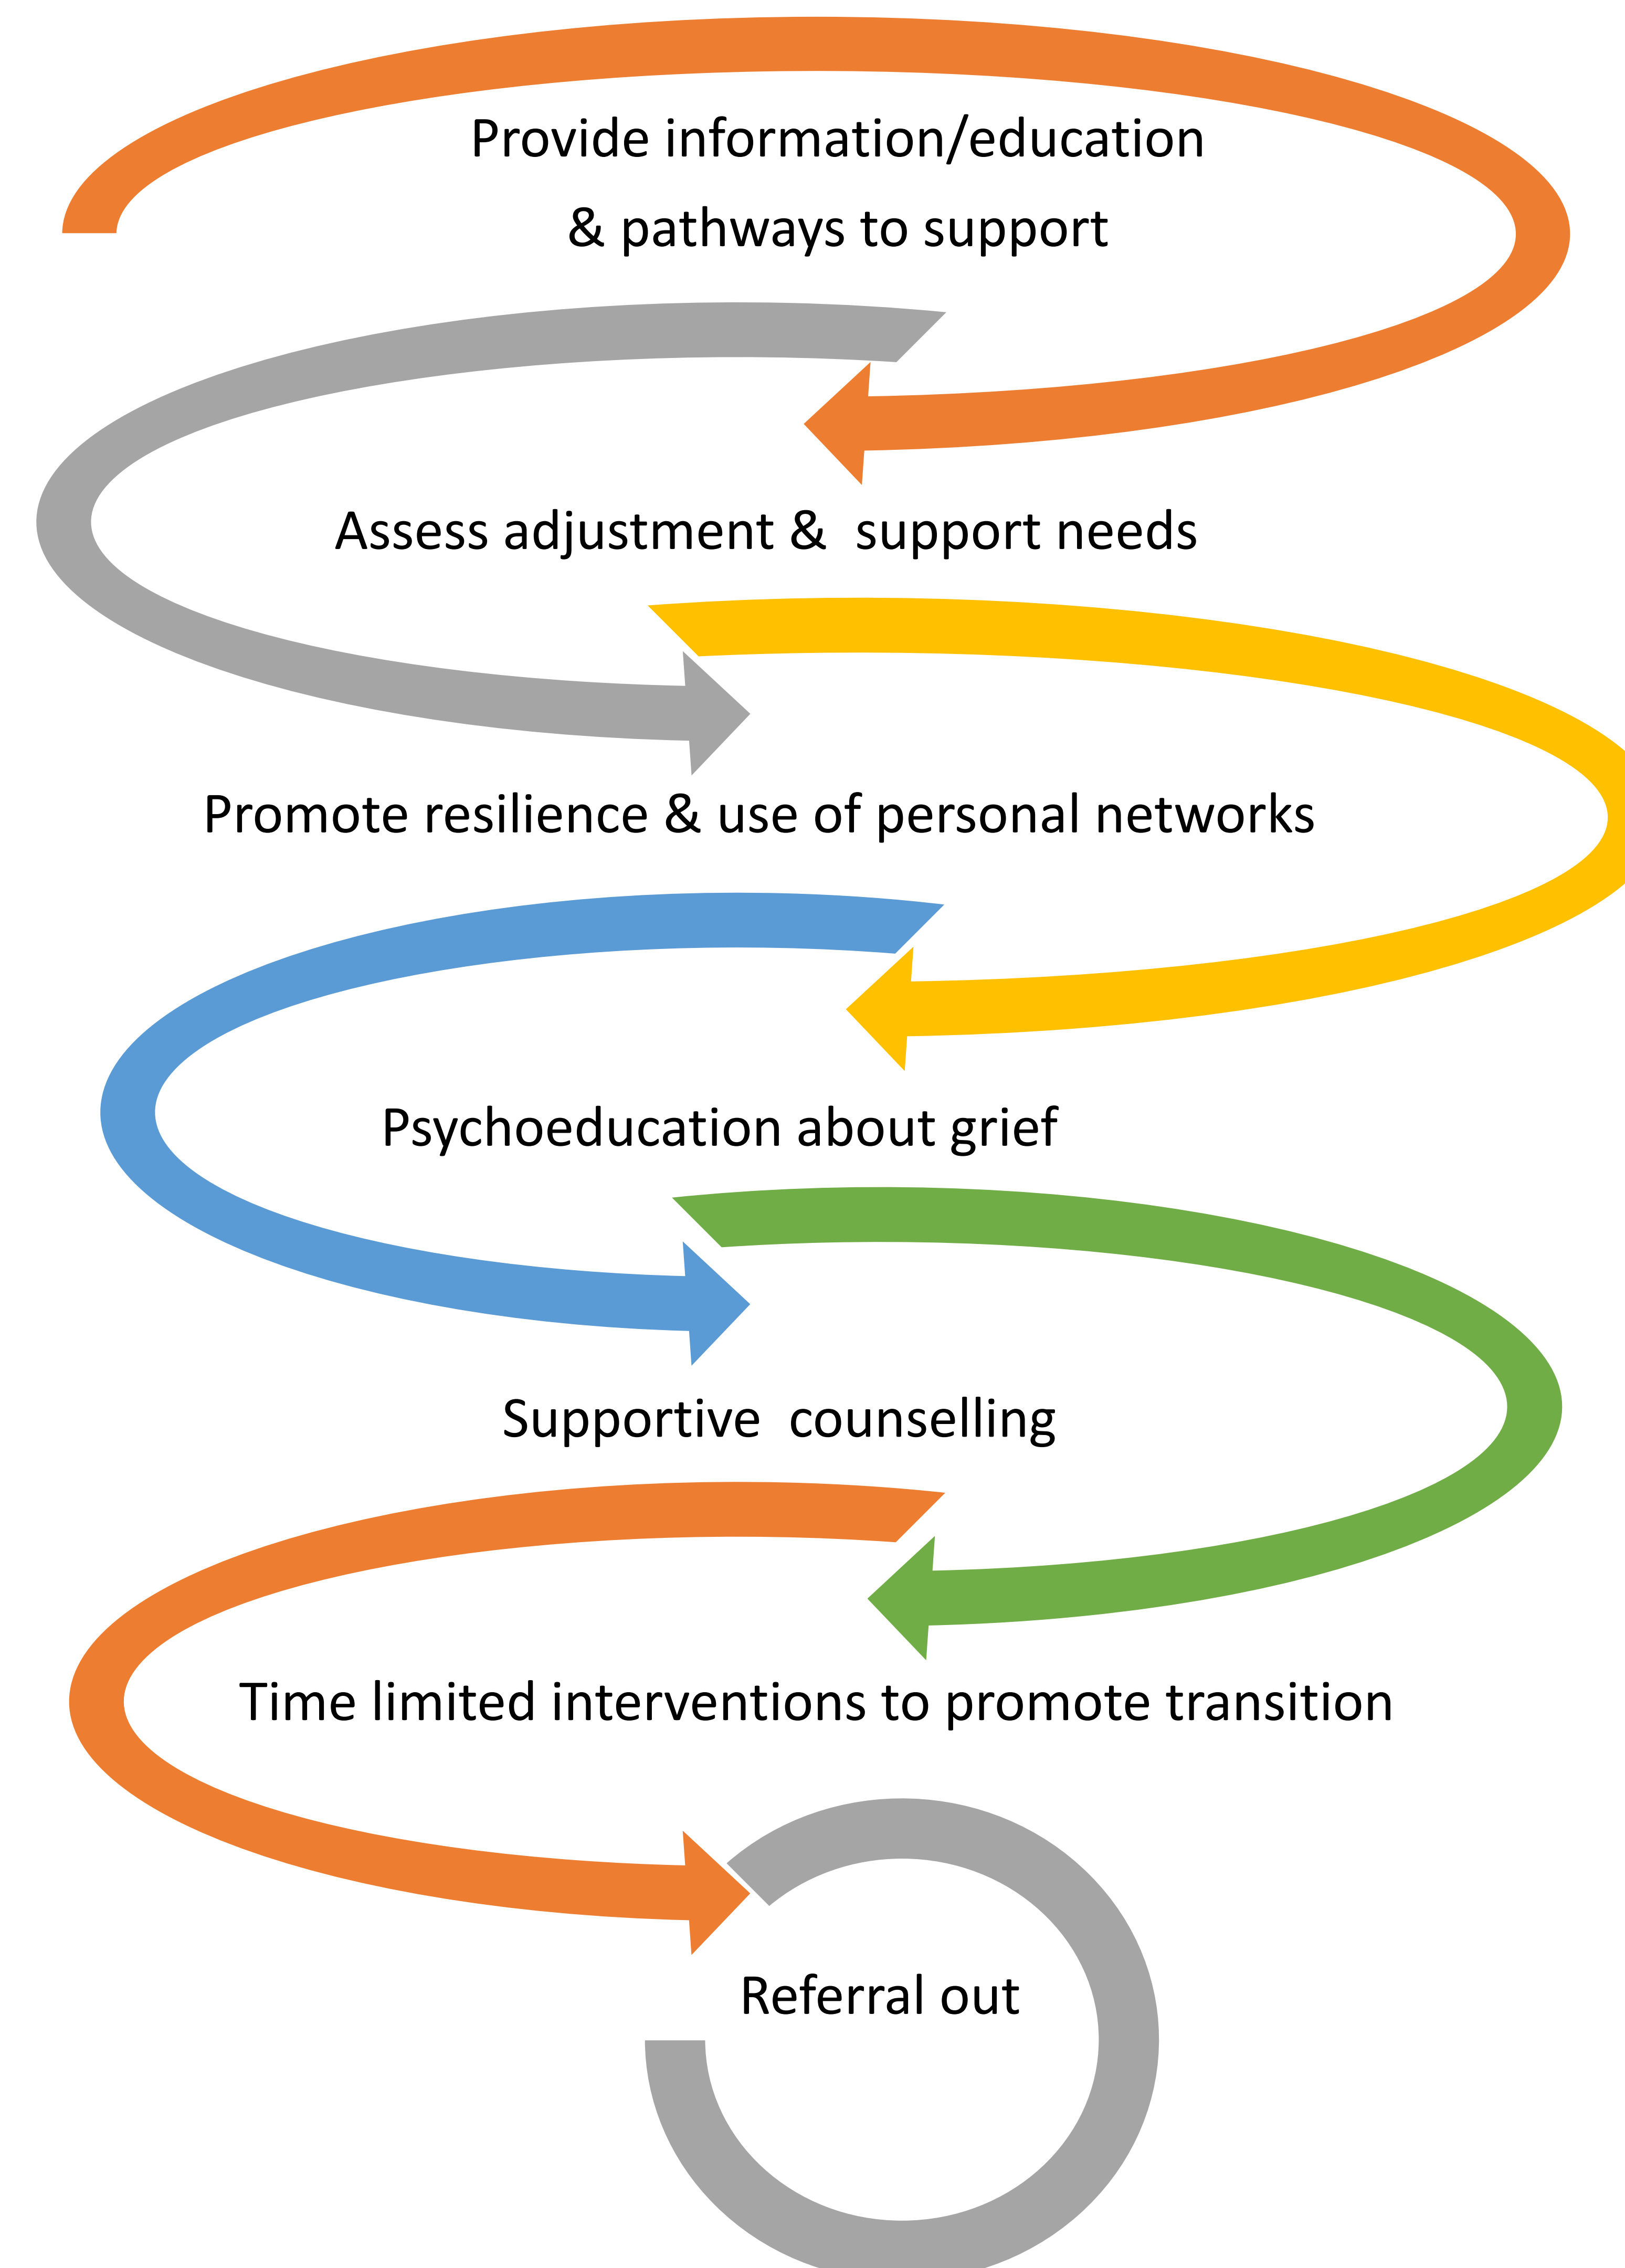 Provide information/education
& pathways to support
Assess adjustment &  support needs
Promote resilience & use of personal networks
Psychoeducation about grief
Supportive  counselling
Time limited interventions to promote transition
Referral out